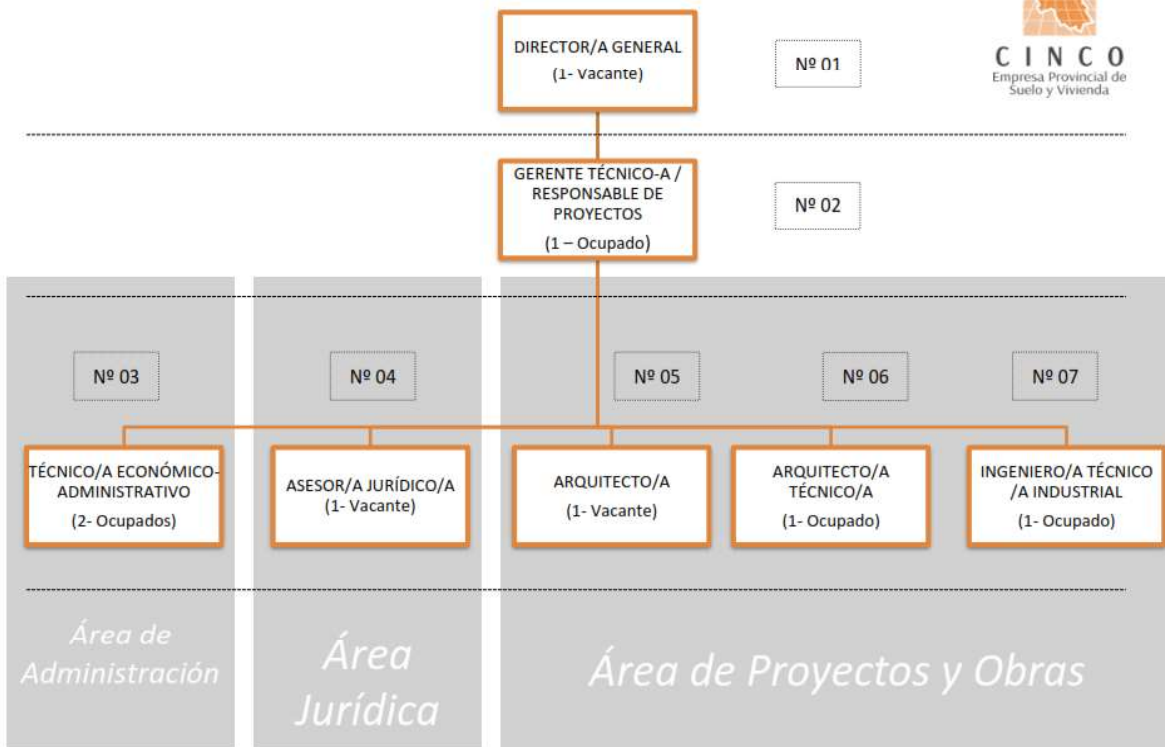 DIRECTOR/A GENERAL
(1- Vacante)
Nº 01
CINCO
Empresa Provincial de
Suelo y Vivienda
GERENTE TÉCNICO-A /
RESPONSABLE DE
PROYECTOS
(1 – Ocupado)
Nº 02
Nº 03
Nº 04
Nº 05
Nº 06
Nº 07
TÉCNICO/A ECONÓMICO-
ADMINISTRATIVO
(2- Ocupados)
ASESOR/A JURÍDICO/A
(1- Vacante)
ARQUITECTO/A
(1- Vacante)
ARQUITECTO/A
TÉCNICO/A
(1- Ocupado)
INGENIERO/A TÉCNICO
/A INDUSTRIAL
(1- Ocupado)
Área de
Administración
Área
Jurídica
Área de Proyectos y Obras